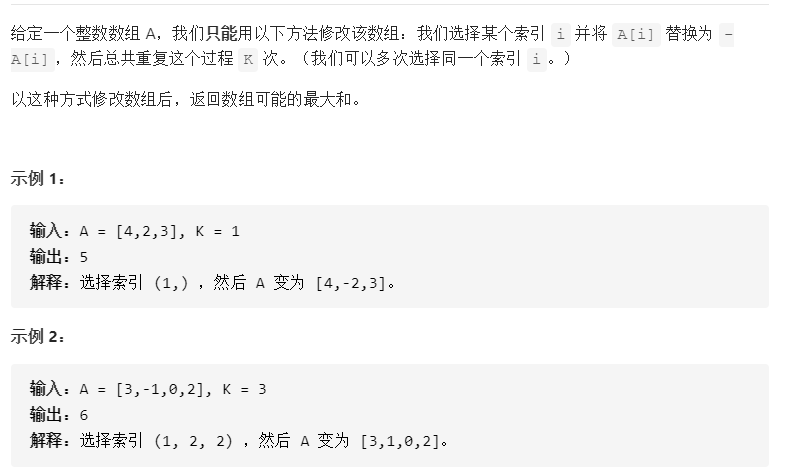 给定一个整数数组 A，我们只能用以下方法修改该数组：我们选择某个索引 i 并将 A[i] 替换为 -
A[i]，然后总共重复这个过程 K 次。（我们可以多次选择同一个索引 i。）
以这种方式修改数组后，返回数组可能的最大和。
示例 1：
输入：A = [4,2,3], K = 1
输出：5
解释：选择索引 (1,) ，然后 A 变为 [4,-2,3]。
示例 2：
输入：A = [3,-1,0,2], K = 3
输出：6
解释：选择索引 (1, 2, 2) ，然后 A 变为 [3,1,0,2]。